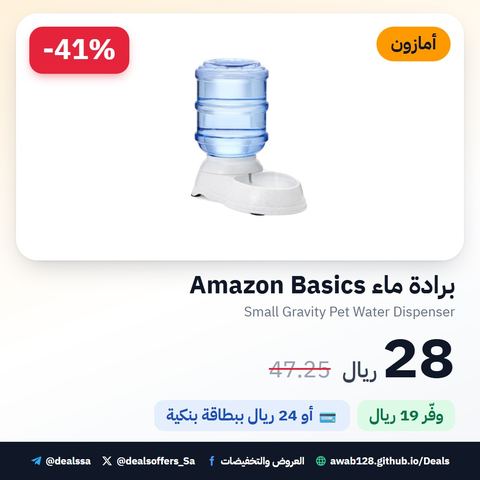 -41%
أمازون
برادة ماء Amazon Basics
Small Gravity Pet Water Dispenser
28 ريال 47.25
وفّر 19 ريال
أو 24 ريال ببطاقة بنكية
awab128.github.io/Deals العروض والتخفيضات @dealsoffers_Sa @dealssa